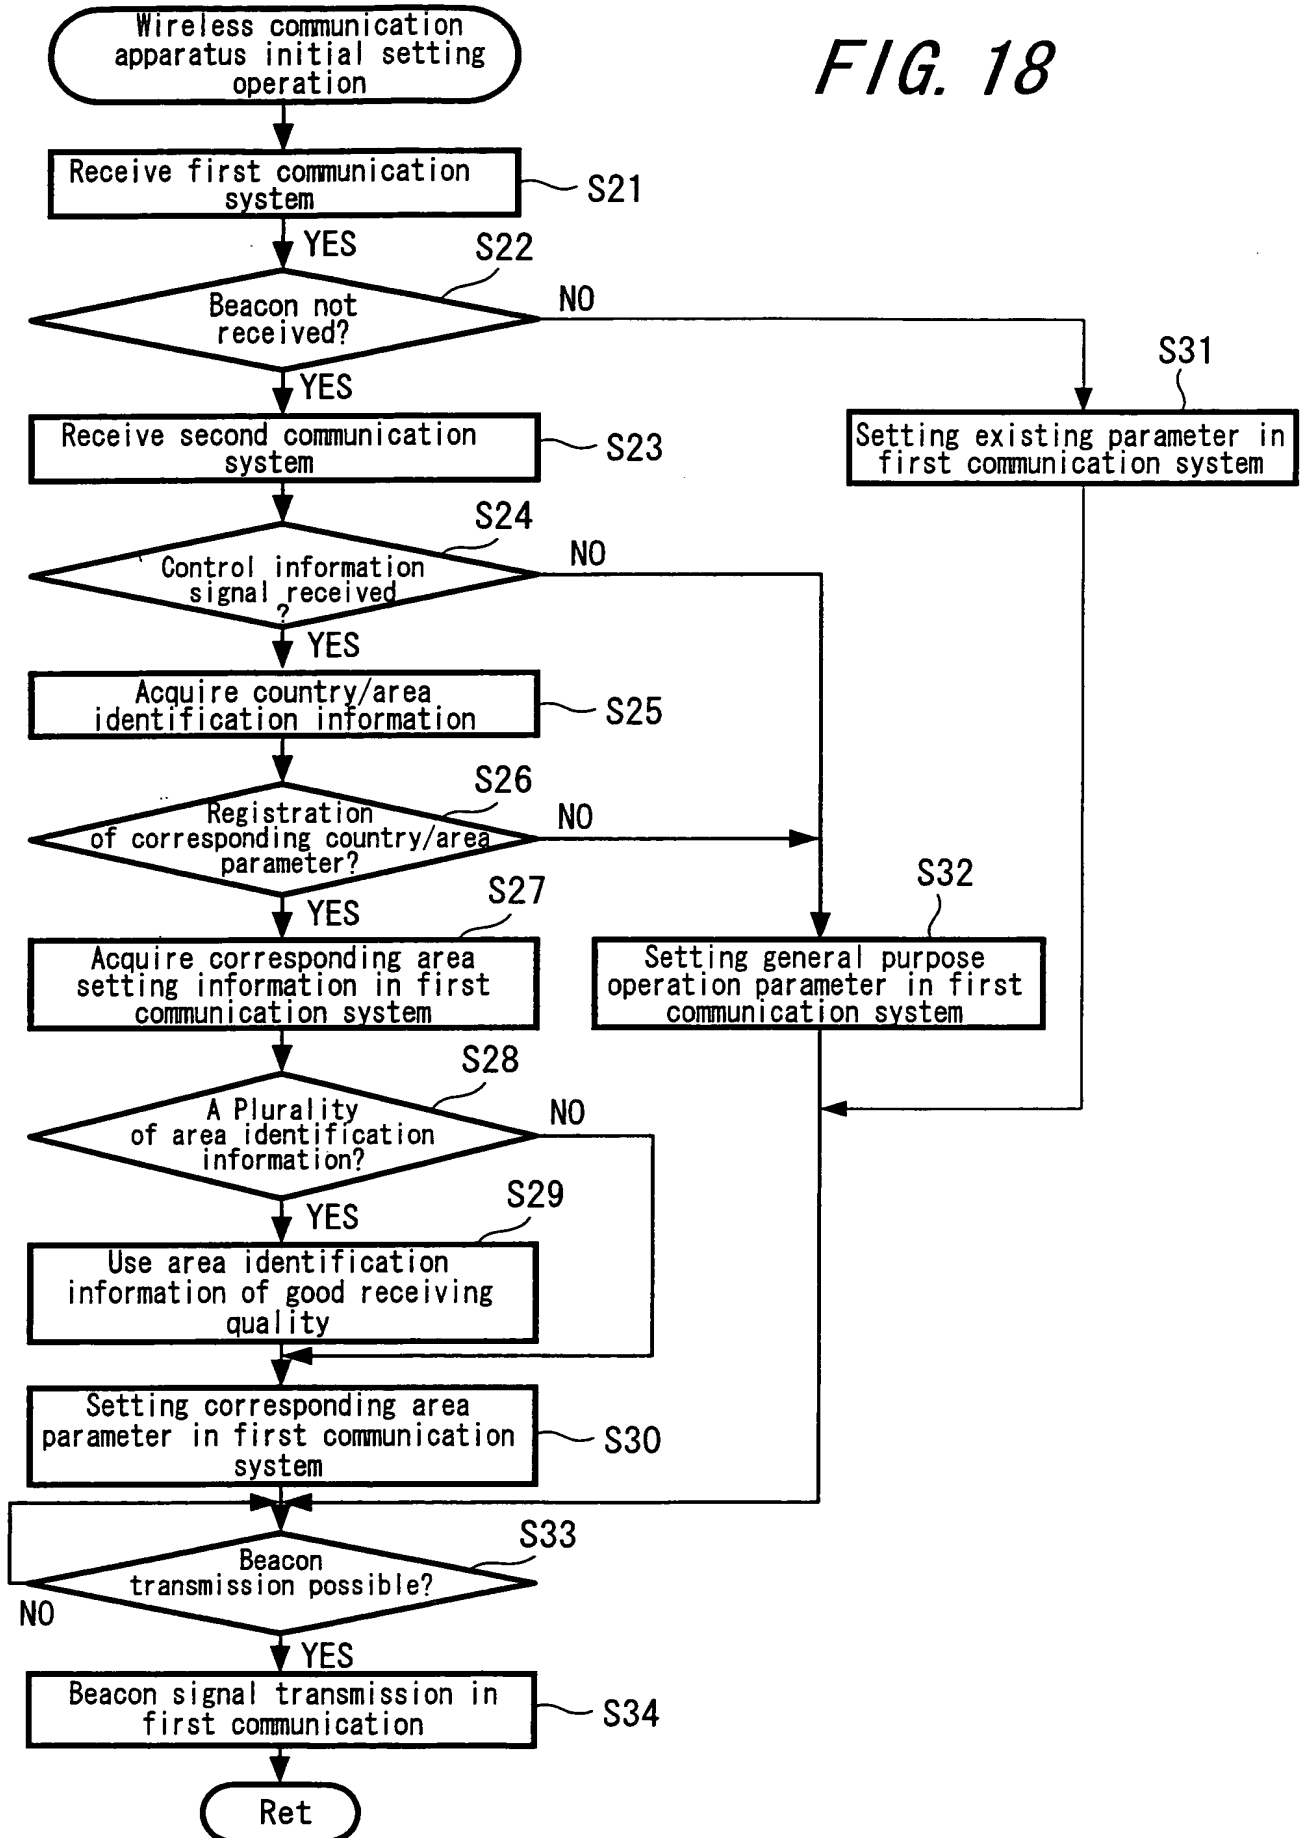 Wireless communication
apparatus initial setting
operation
FIG. 18
Receive first communication
system
S21
YES
S22
Beacon not
received?
NO
YES
S31
Receive second communication
system
S23
Setting existing parameter in
first communication system
S24
Control information
signal received
?
NO
YES
Acquire country/area
identification information
S25
S26
Registration
of corresponding country/area
parameter?
NO
YES
S27
S32
Acquire corresponding area
setting information in first
communication system
Setting general purpose
operation parameter in first
communication system
S28
A Plurality
of area identification
information?
NO
YES
S29
Use area identification
information of good receiving
quality
Setting corresponding area
parameter in first communication
system
S30
S33
Beacon
transmission possible?
NO
YES
Beacon signal transmission in
first communication
S34
Ret